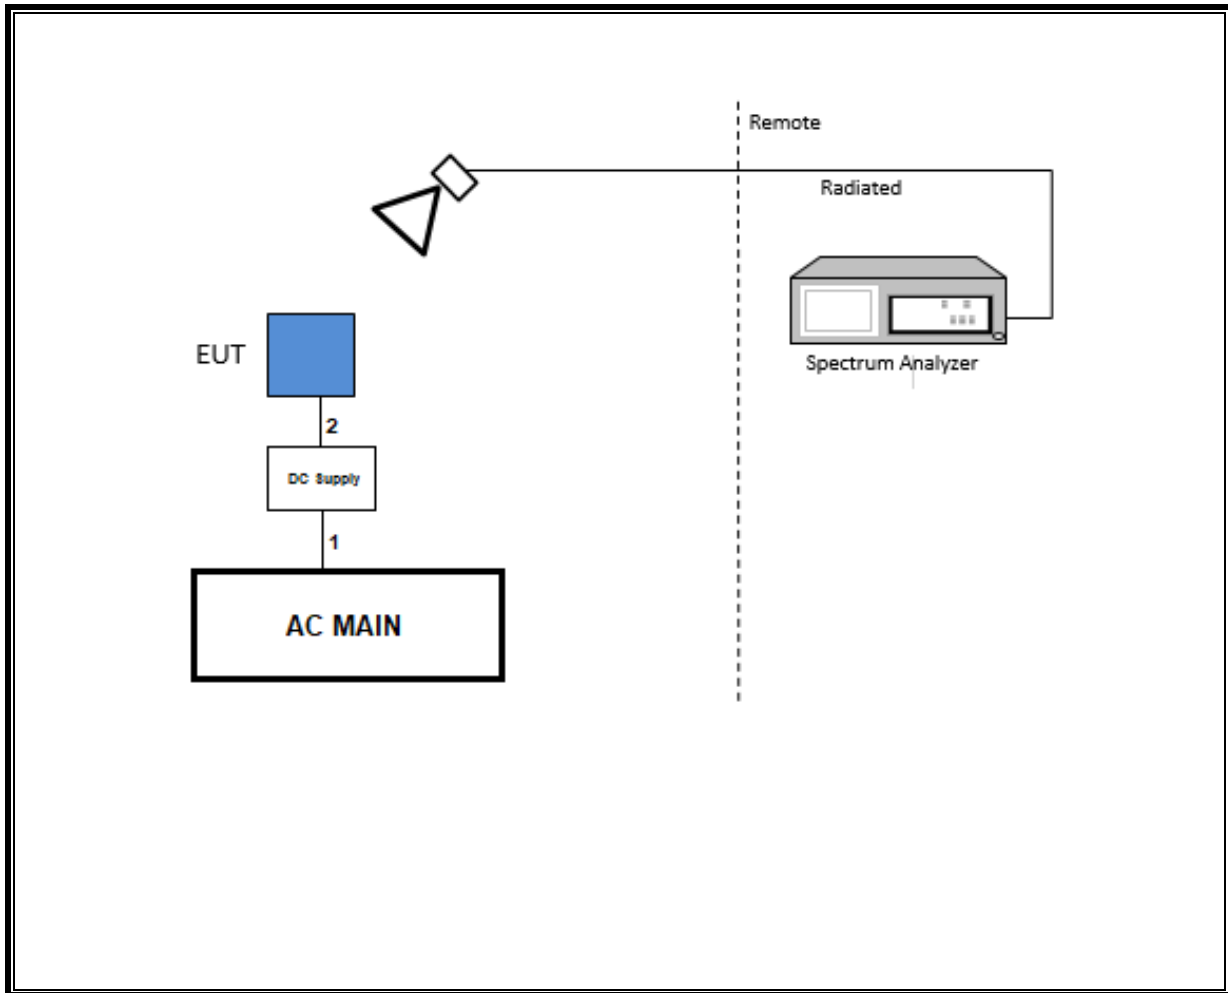 Remote
Radiated
Spectrum Analyzer
EUT
2
DC Supply
1
AC MAIN